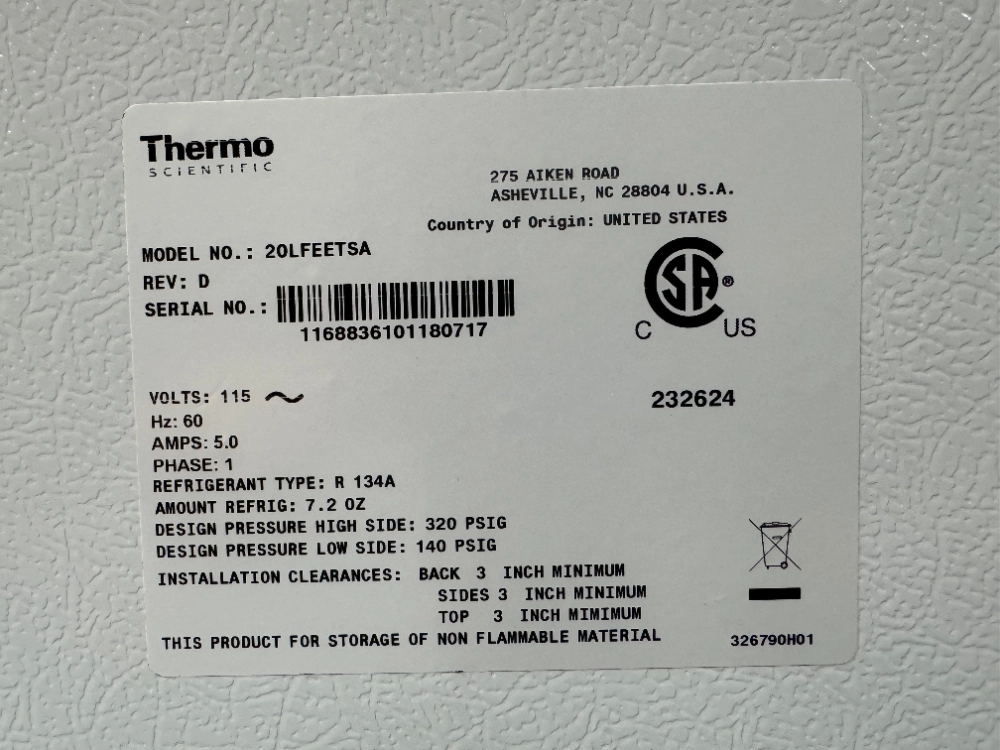 Thermo
SCIENTIFIC
275 AIKEN ROAD
ASHEVILLE, NC 28804 U.S.A.
Country of Origin: UNITED STATES
MODEL NO.: 20LFEETSA
REV: D
SERIAL NO.:
1168836101180717
CSA®
C US
VOLTS: 115 ~
232624
Hz: 60
AMPS: 5.0
PHASE: 1
REFRIGERANT TYPE: R 134A
AMOUNT REFRIG: 7.2 OZ
DESIGN PRESSURE HIGH SIDE: 320 PSIG
DESIGN PRESSURE LOW SIDE: 140 PSIG
INSTALLATION CLEARANCES: BACK 3 INCH MINIMUM
SIDES 3 INCH MINIMUM
TOP 3 INCH MIMIMUM
THIS PRODUCT FOR STORAGE OF NON FLAMMABLE MATERIAL
326790H01